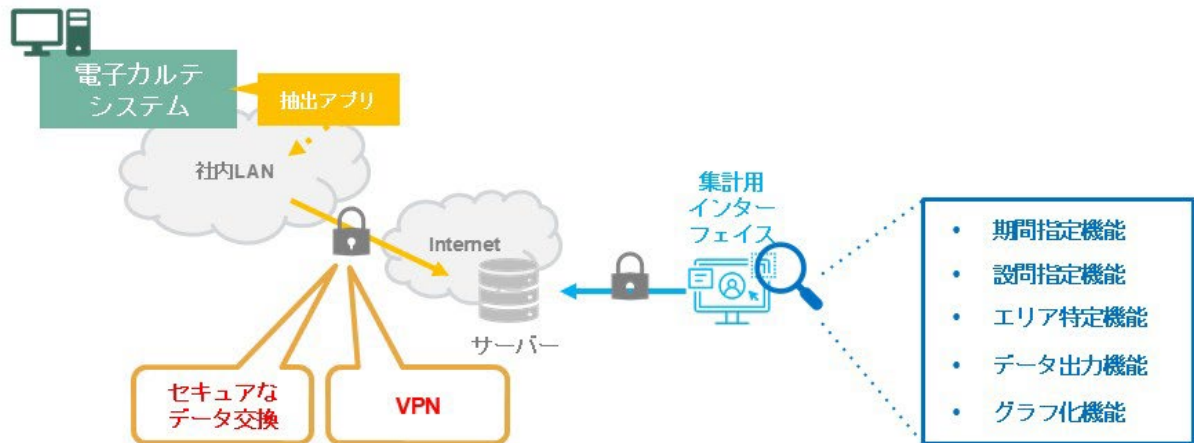 電子カルテ
システム
抽出アプリ
社内LAN
Internet
サーバー
セキュアな
データ交換
VPN
集計用
インター
フェイス
• 期間指定機能
• 設問指定機能
• エリア特定機能
• データ出力機能
• グラフ化機能